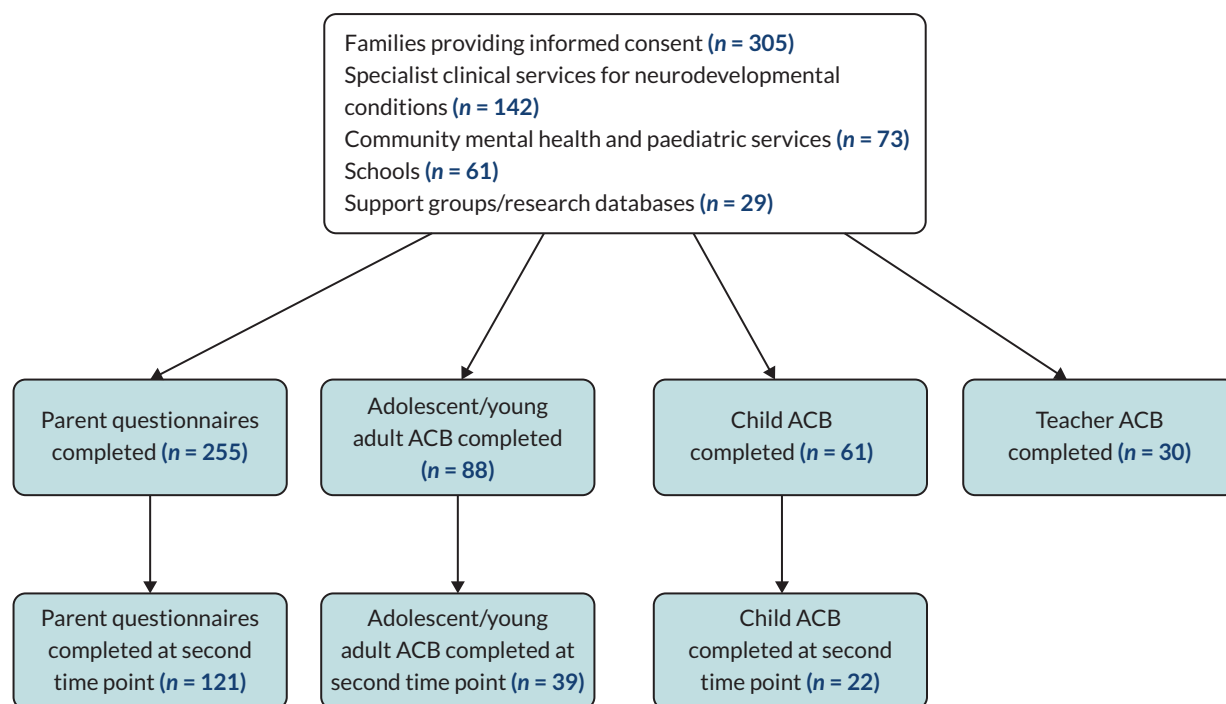 Families providing informed consent (n = 305)
Specialist clinical services for neurodevelopmental
conditions (n = 142)
Community mental health and paediatric services (n = 73)
Schools (n = 61)
Support groups/research databases (n = 29)
Parent questionnaires
completed (n = 255)
Adolescent/young
adult ACB completed
(n = 88)
Child ACB
completed (n = 61)
Teacher ACB
completed (n = 30)
Parent questionnaires
completed at second
time point (n = 121)
Adolescent/young
adult ACB completed at
second time point (n = 39)
Child ACB
completed at second
time point (n = 22)